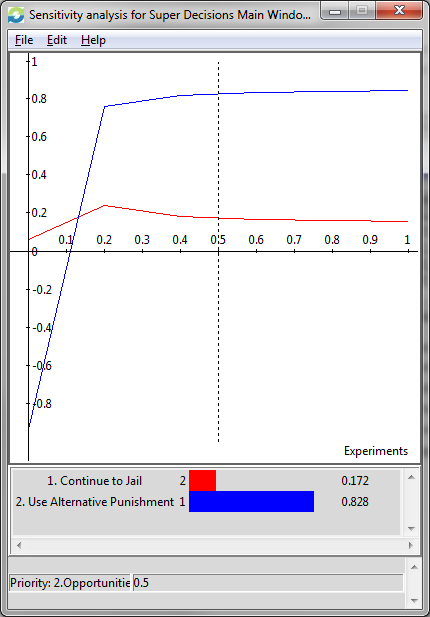 Sensitivity analysis for Super Decisions Main Windo...
File Edit Help
1
0.8
0.6
0.4
0.2
0 0.1 0.2 0.3 0.4 0.5 0.6 0.7 0.8 0.9 1
-0.2
-0.4
-0.6
-0.8
Experiments
1. Continue to Jail 2 0.172
2. Use Alternative Punishment 1 0.828
Priority: 2.Opportunitie 0.5